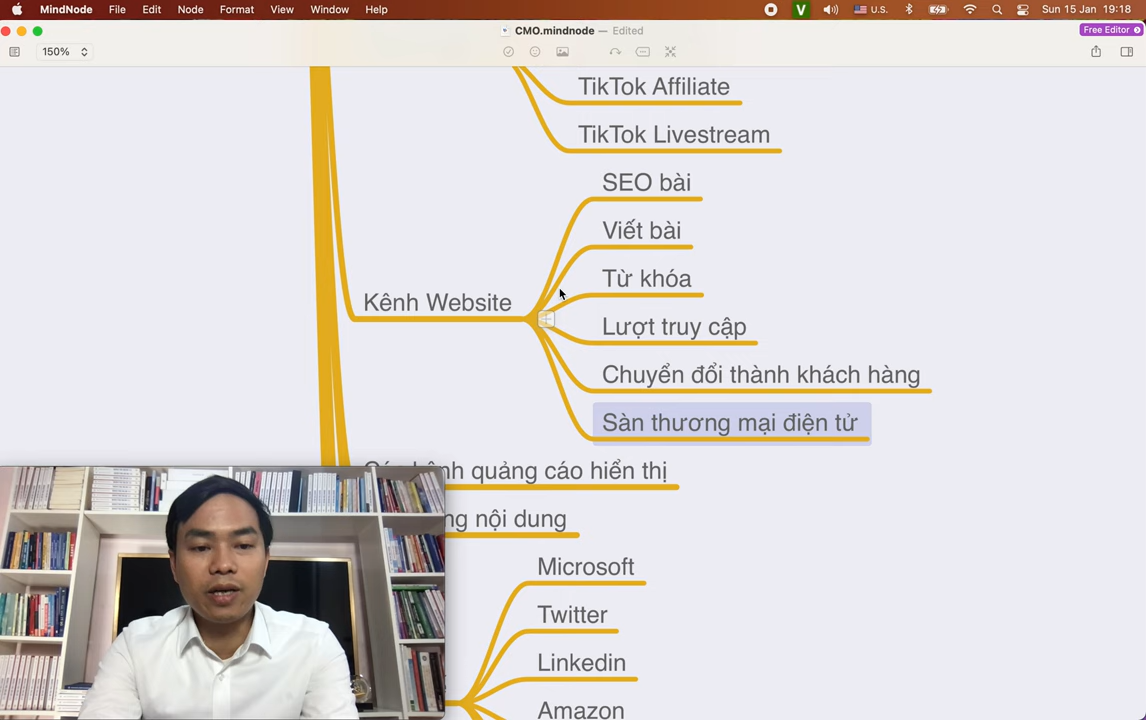 MindNode File Edit Node Format View Window Help V U.S. Sun 15 Jan 19:18
CMO.mindnode — Edited
Free Editor
150%
TikTok Affiliate
TikTok Livestream
SEO bài
Viết bài
Từ khóa
Kênh Website
Lượt truy cập
Chuyển đổi thành khách hàng
Sàn thương mại điện tử
quảng cáo hiển thị
nội dung
Microsoft
Twitter
Linkedin
Amazon